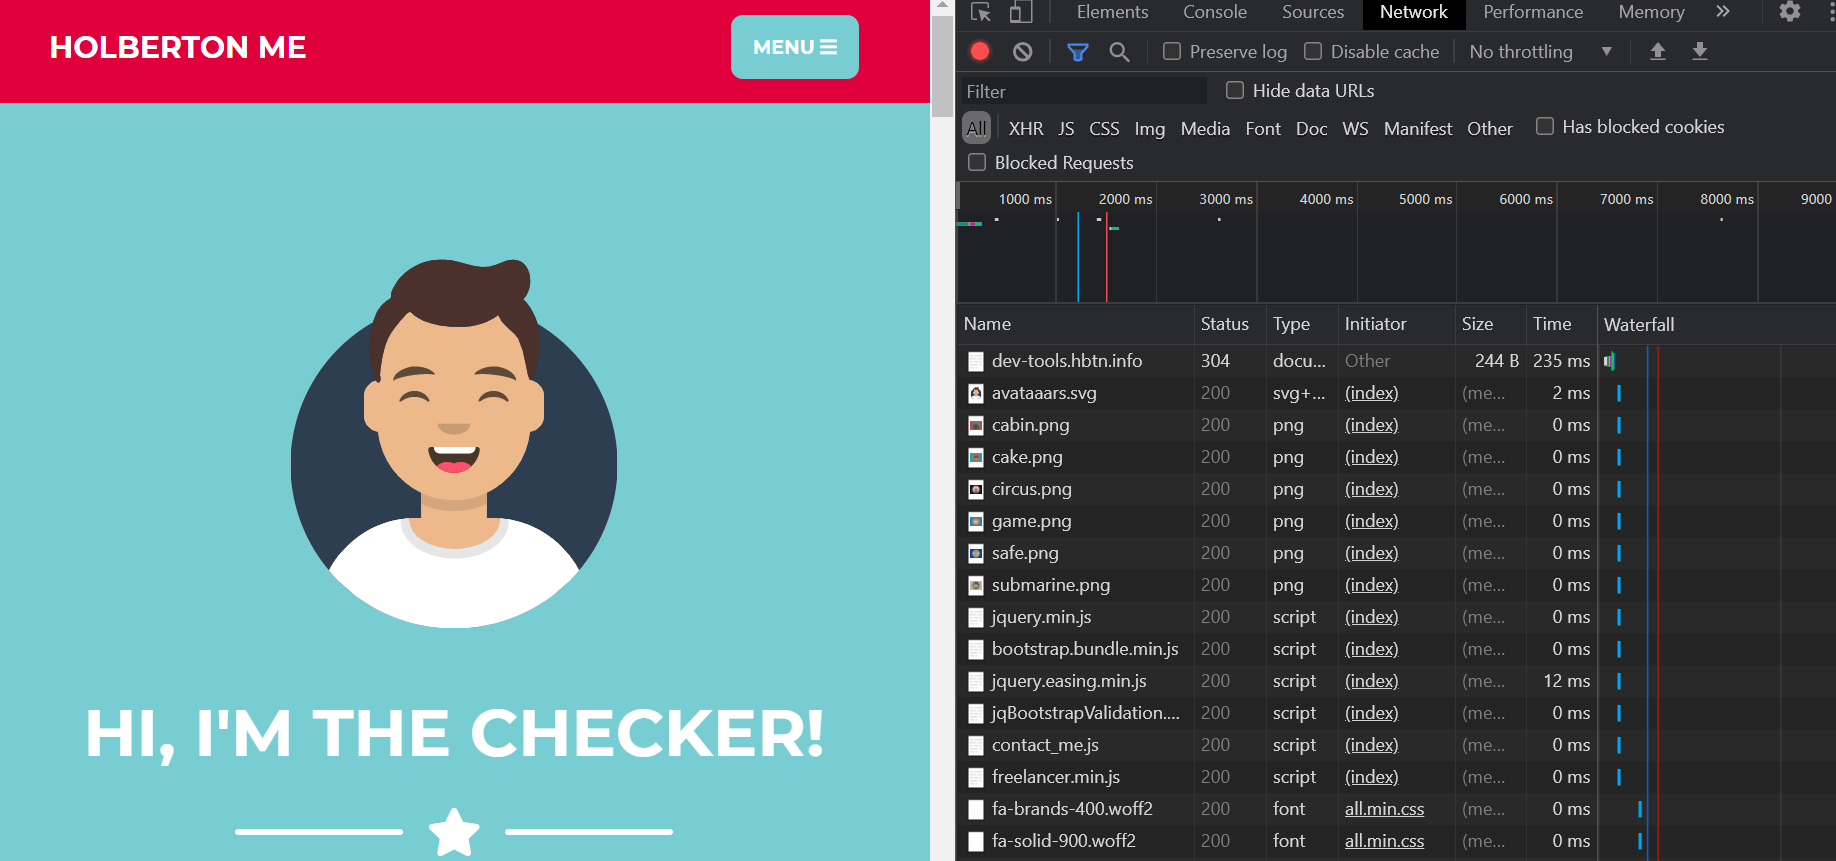 HOLBERTON ME
MENU
HI, I'M THE CHECKER!
Elements Console Sources Network Performance Memory »
Preserve log Disable cache No throttling
Filter Hide data URLs
All XHR JS CSS Img Media Font Doc WS Manifest Other Has blocked cookies
Blocked Requests
1000 ms 2000 ms 3000 ms 4000 ms 5000 ms 6000 ms 7000 ms 8000 ms 9000
Name Status Type Initiator Size Time Waterfall
dev-tools.hbtn.info 304 docu... Other 244 B 235 ms
avataaars.svg 200 svg+... (index) (me... 2 ms
cabin.png 200 png (index) (me... 0 ms
cake.png 200 png (index) (me... 0 ms
circus.png 200 png (index) (me... 0 ms
game.png 200 png (index) (me... 0 ms
safe.png 200 png (index) (me... 0 ms
submarine.png 200 png (index) (me... 0 ms
jquery.min.js 200 script (index) (me... 0 ms
bootstrap.bundle.min.js 200 script (index) (me... 0 ms
jquery.easing.min.js 200 script (index) (me... 12 ms
jqBootstrapValidation.... 200 script (index) (me... 0 ms
contact_me.js 200 script (index) (me... 0 ms
freelancer.min.js 200 script (index) (me... 0 ms
fa-brands-400.woff2 200 font all.min.css (me... 0 ms
fa-solid-900.woff2 200 font all.min.css (me... 0 ms